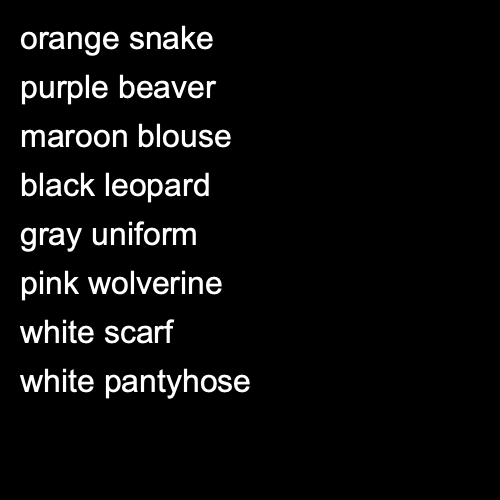 orange snake
purple beaver
maroon blouse
black leopard
gray uniform
pink wolverine
white scarf
white pantyhose